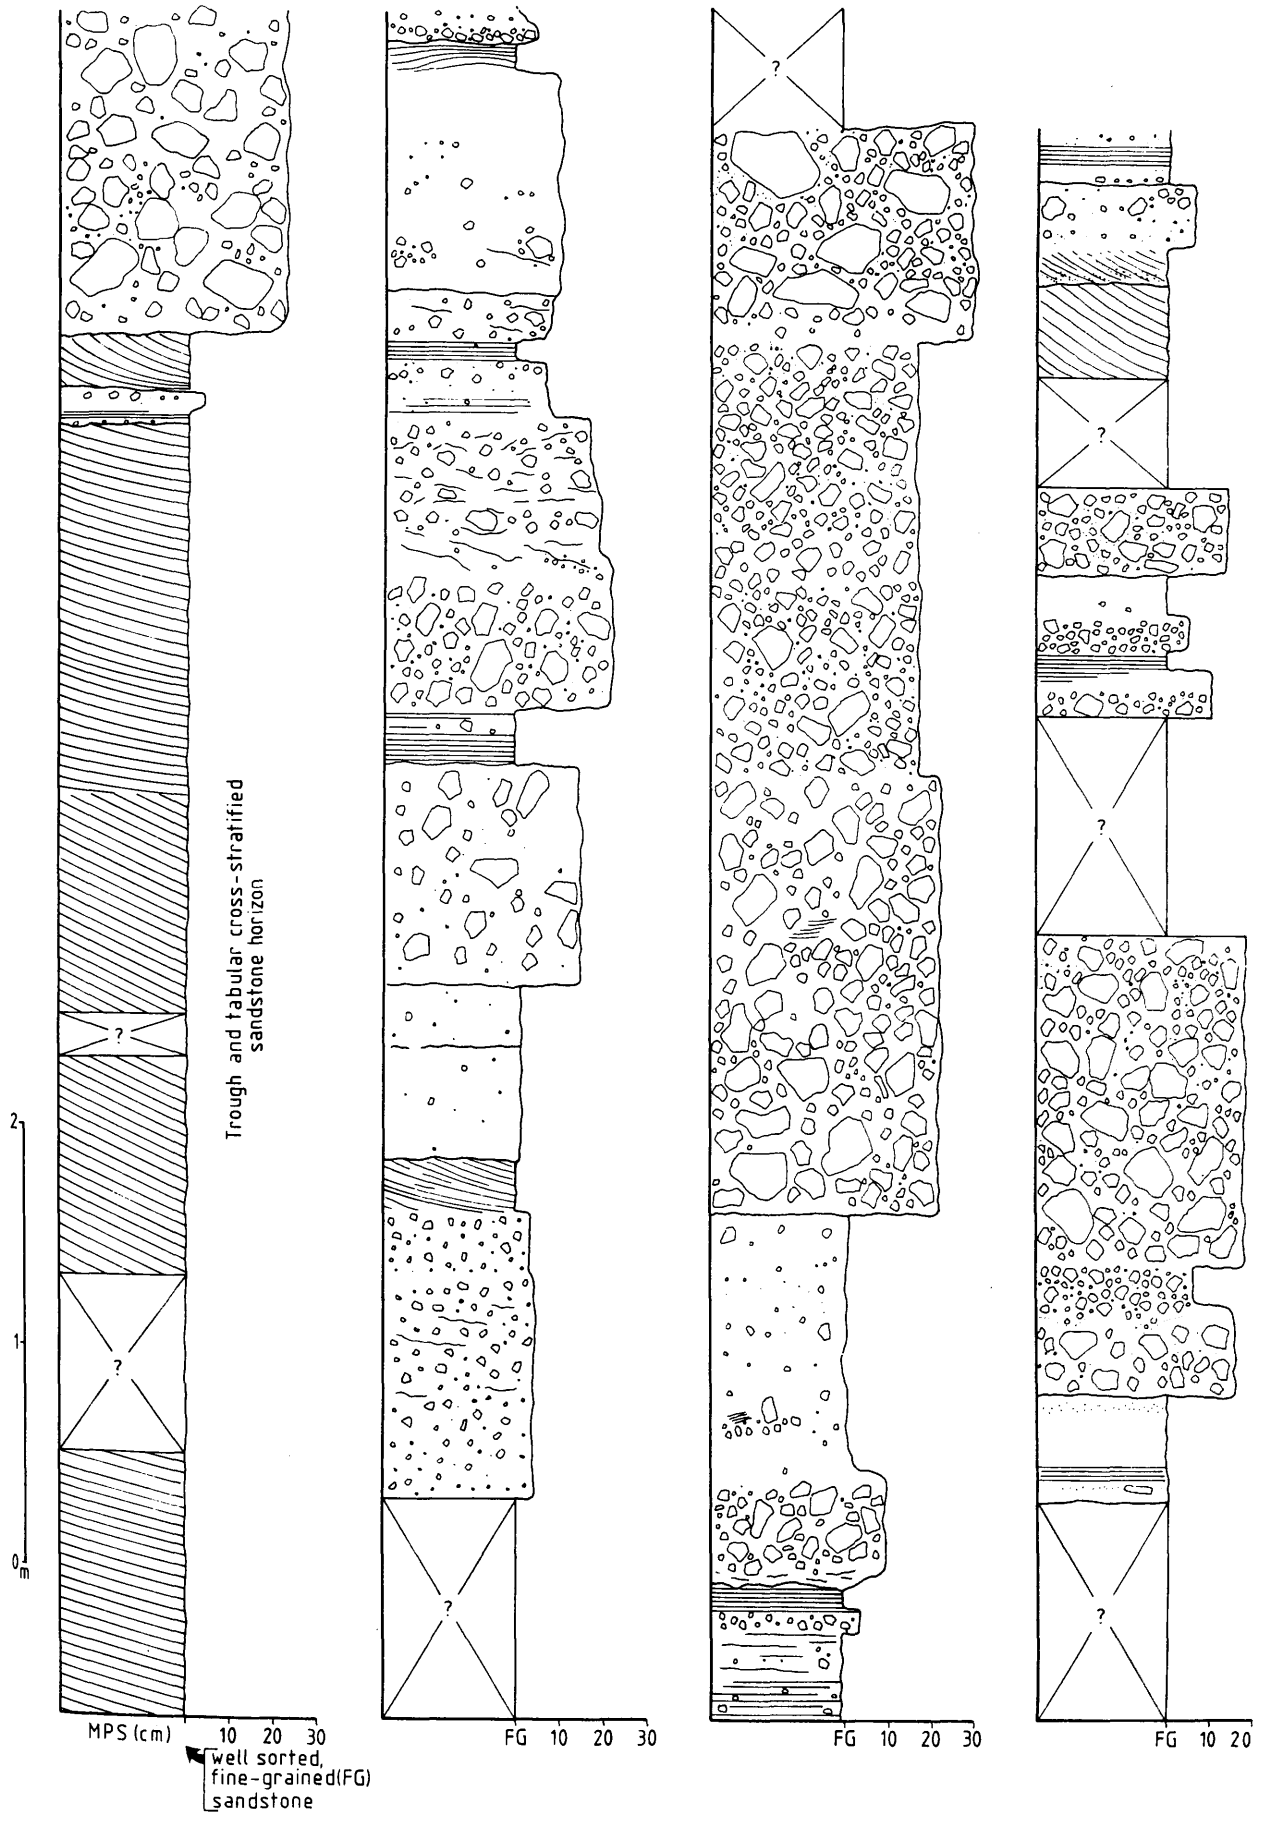 ?
?
?
?
?
?
?
Trough and tabular cross-stratified
sandstone horizon
2
1
0
m
MPS (cm) 10 20 30
FG 10 20 30
FG 10 20 30
FG 10 20
well sorted,
fine-grained(FG)
sandstone